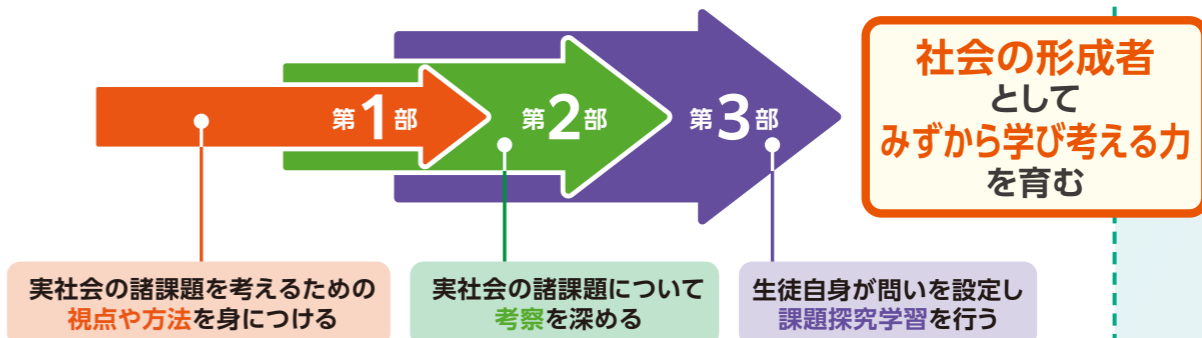 第1部
第2部
第3部
社会の形成者
として
みずから学び考える力
を育む
実社会の諸課題を考えるための
視点や方法を身につける
実社会の諸課題について
考察を深める
生徒自身が問いを設定し
課題探究学習を行う